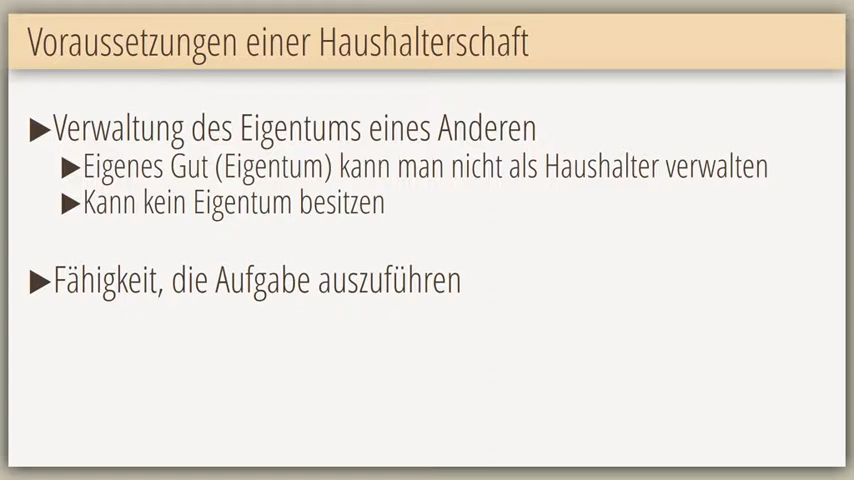 Voraussetzungen einer Haushalterschaft
▶Verwaltung des Eigentums eines Anderen
▶Eigenes Gut (Eigentum) kann man nicht als Haushalter verwalten
▶Kann kein Eigentum besitzen
▶Fähigkeit, die Aufgabe auszuführen